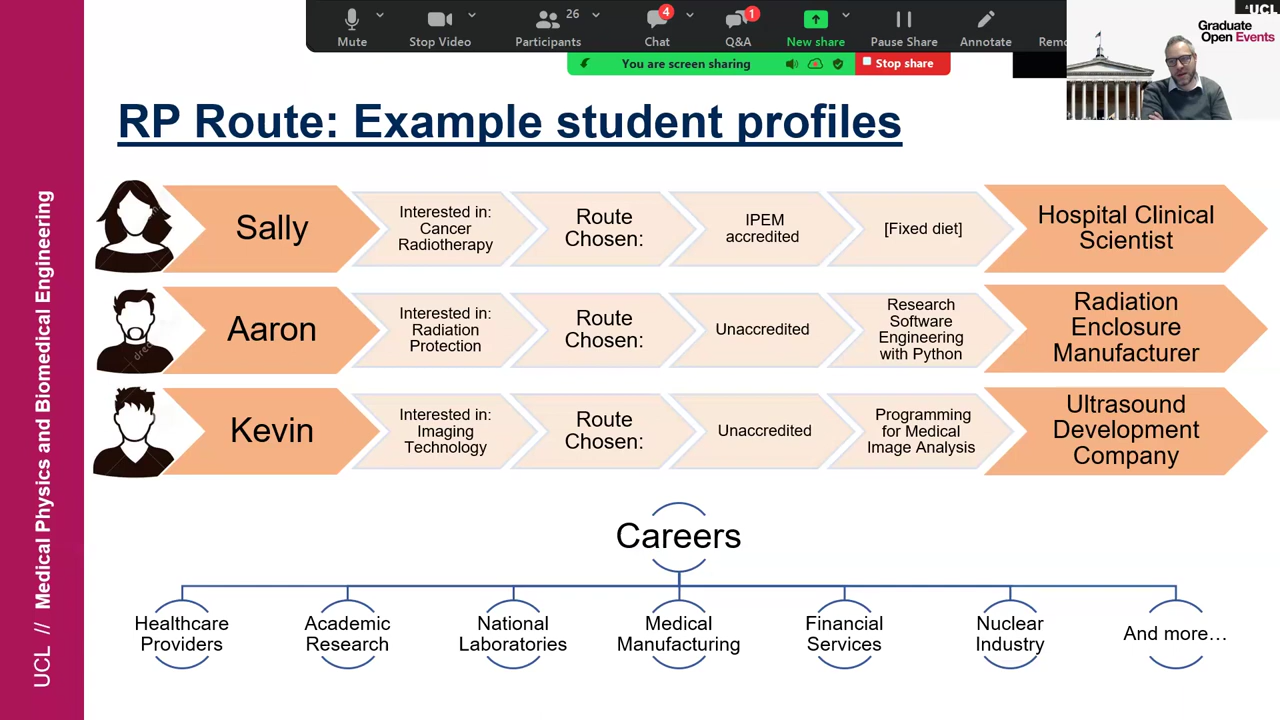 26
4
1
Mute
Stop Video
Participants
Chat
Q&A
New share
Pause Share
Annotate
You are screen sharing
Stop share
UCL
Graduate
Open Events
RP Route: Example student profiles
Sally
Interested in:
Cancer
Radiotherapy
Route
Chosen:
IPEM
accredited
[Fixed diet]
Hospital Clinical
Scientist
Aaron
Interested in:
Radiation
Protection
Route
Chosen:
Unaccredited
Research
Software
Engineering
with Python
Radiation
Enclosure
Manufacturer
Kevin
Interested in:
Imaging
Technology
Route
Chosen:
Unaccredited
Programming
for Medical
Image Analysis
Ultrasound
Development
Company
Careers
Healthcare
Providers
Academic
Research
National
Laboratories
Medical
Manufacturing
Financial
Services
Nuclear
Industry
And more…
UCL // Medical Physics and Biomedical Engineering